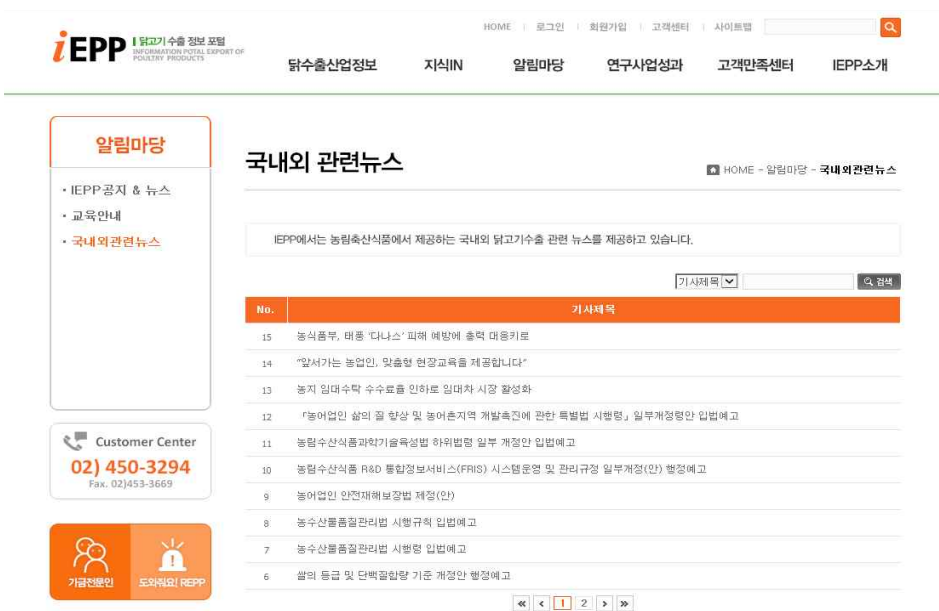 HOME 로그인 회원가입 고객센터 사이트맵
iEPP 닭고기 수출 정보 포털
INFORMATION POTAL EXPORT OF
POULTRY PRODUCTS
닭수출산업정보 지식IN 알림마당 연구사업성과 고객만족센터 IEPP소개
알림마당
· IEPP공지 & 뉴스
· 교육안내
· 국내외관련뉴스
Customer Center
02) 450-3294
Fax. 02)453-3669
가금전문인 도와줘요! REPP
국내외 관련뉴스
HOME - 알림마당 - 국내외관련뉴스
IEPP에서는 농림축산식품에서 제공하는 국내외 닭고기수출 관련 뉴스를 제공하고 있습니다.
기사제목 검색
No. 기사제목
15 농식품부, 태풍 '다나스' 피해 예방에 총력 대응키로
14 "앞서가는 농업인, 맞춤형 현장교육을 제공합니다"
13 농지 임대수탁 수수료율 인하로 임대차 시장 활성화
12 「농어업인 삶의 질 향상 및 농어촌지역 개발촉진에 관한 특별법 시행령」 일부개정령안 입법예고
11 농림수산식품과학기술육성법 하위법령 일부 개정안 입법예고
10 농림수산식품 R&D 통합정보서비스(FRIS) 시스템운영 및 관리규정 일부개정(안) 행정예고
9 농어업인 안전재해보장법 제정(안)
8 농수산물품질관리법 시행규칙 입법예고
7 농수산물품질관리법 시행령 입법예고
6 쌀의 등급 및 단백질함량 기준 개정안 행정예고
« < 1 2 > »